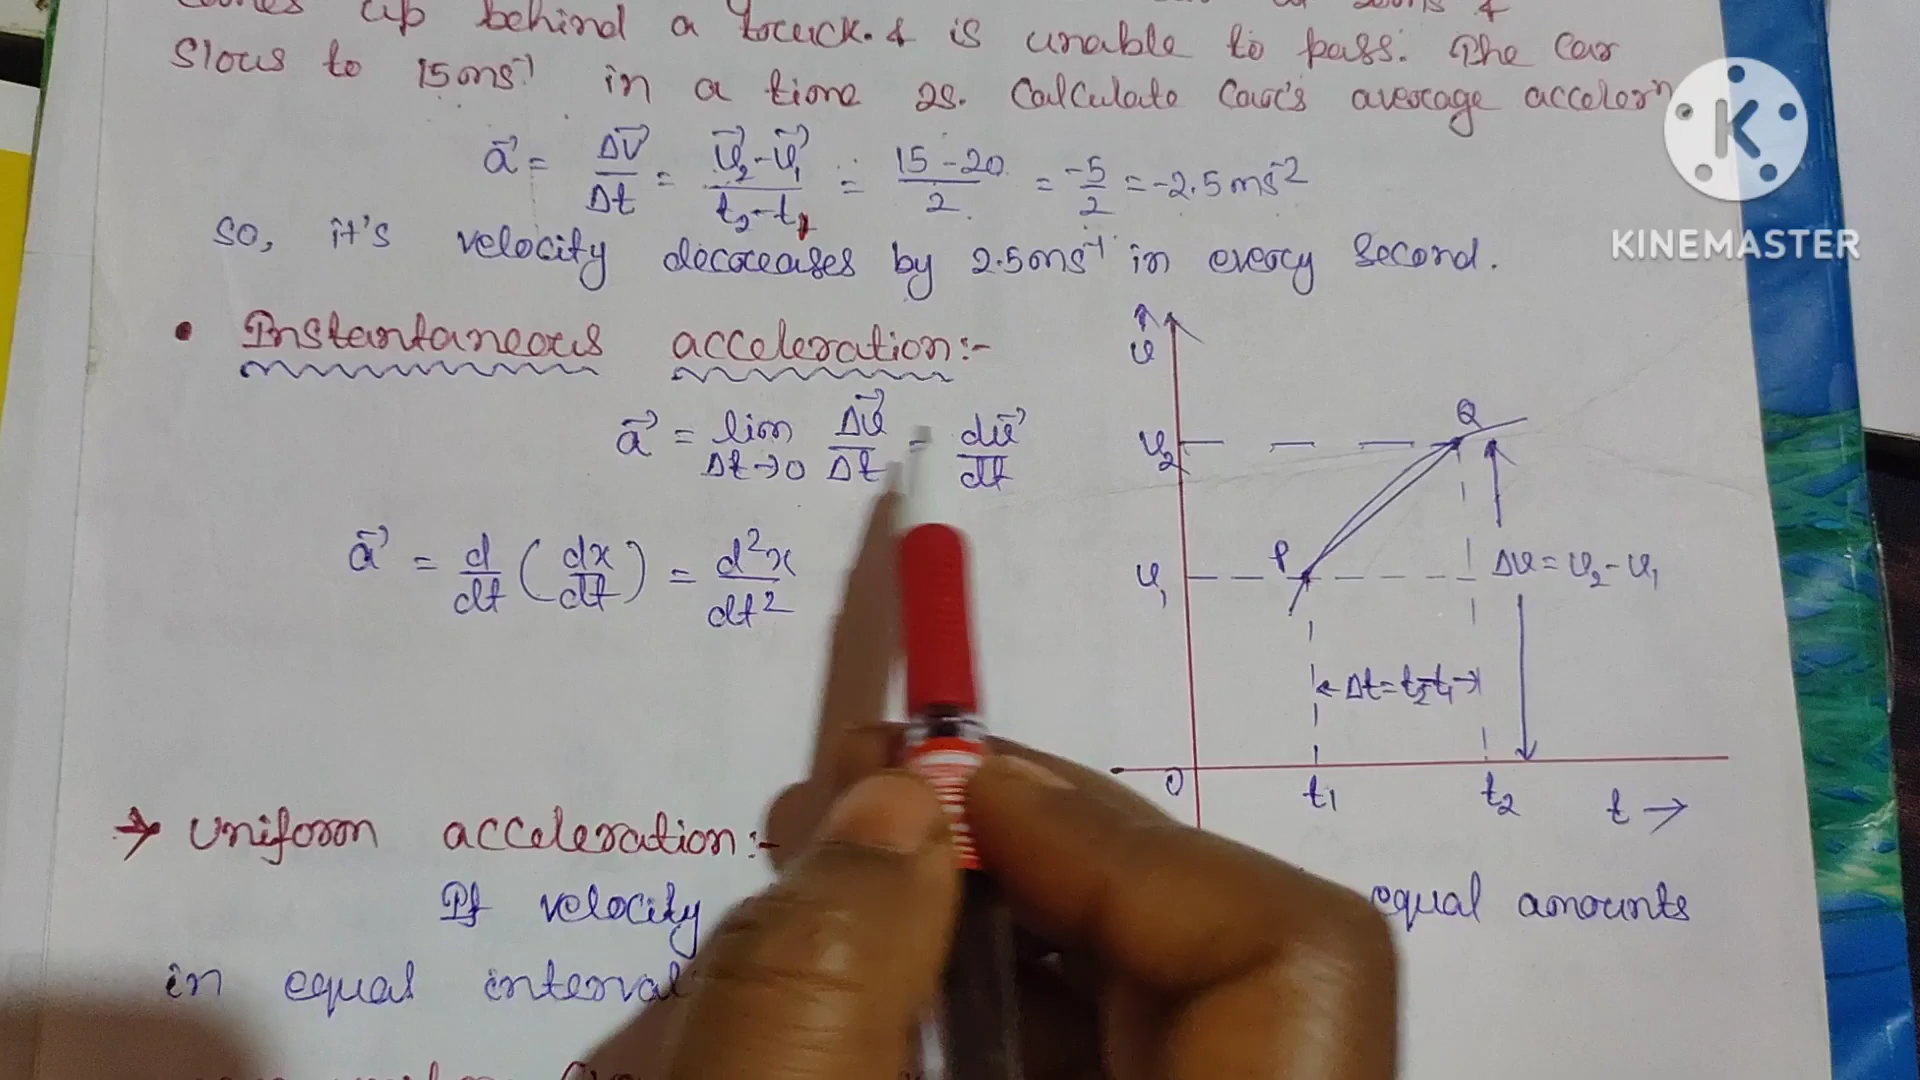 up behind a truck. & is unable to pass. The car
Slows to 15ms⁻¹ in a time 2s. Calculate car's average
a⃗ = Δv⃗/Δt = (v⃗₂-v⃗₁)/(t₂-t₁) = (15-20)/2 = -5/2 = -2.5ms⁻²
so, it's velocity decreases by 2.5ms⁻¹ in every second.
• Instantaneous acceleration:-
a⃗ = lim Δt→0 Δv⃗/Δt = dv⃗/dt
a⃗ = d/dt (dx/dt) = d²x/dt²
v
v₂
Q
v₁
P
Δv = v₂-v₁
Δt = t₂-t₁
0
t₁
t₂
t →
→ Uniform acceleration:-
If velocity equal amounts
in equal interval
K
KINEMASTER